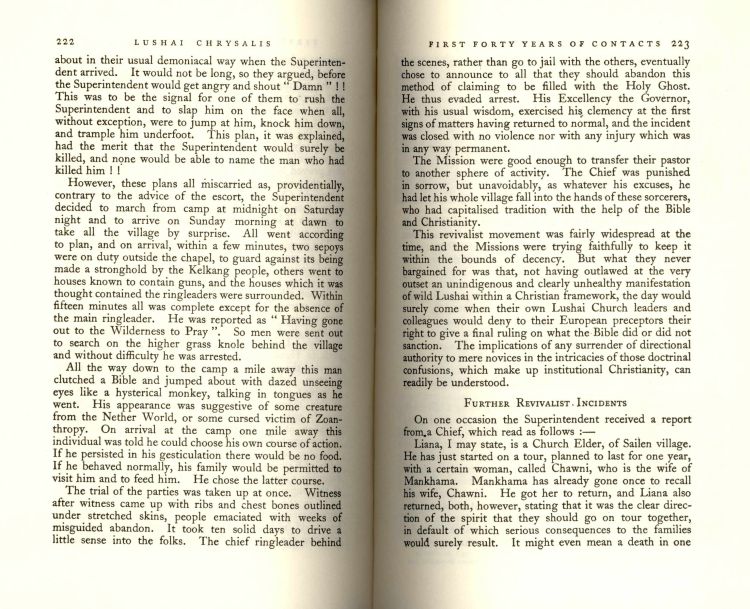 222 LUSHAI CHRYSALIS
about in their usual demoniacal way when the Superinten-
dent arrived. It would not be long, so they argued, before
the Superintendent would get angry and shout “ Damn ” ! !
This was to be the signal for one of them to rush the
Superintendent and to slap him on the face when all,
without exception, were to jump at him, knock him down,
and trample him underfoot. This plan, it was explained,
had the merit that the Superintendent would surely be
killed, and none would be able to name the man who had
killed him ! !
However, these plans all miscarried as, providentially,
contrary to the advice of the escort, the Superintendent
decided to march from camp at midnight on Saturday
night and to arrive on Sunday morning at dawn to
take all the village by surprise. All went according
to plan, and on arrival, within a few minutes, two sepoys
were on duty outside the chapel, to guard against its being
made a stronghold by the Kelkang people, others went to
houses known to contain guns, and the houses which it was
thought contained the ringleaders were surrounded. Within
fifteen minutes all was complete except for the absence of
the main ringleader. He was reported as “ Having gone
out to the Wilderness to Pray ”. So men were sent out
to search on the higher grass knole behind the village
and without difficulty he was arrested.
All the way down to the camp a mile away this man
clutched a Bible and jumped about with dazed unseeing
eyes like a hysterical monkey, talking in tongues as he
went. His appearance was suggestive of some creature
from the Nether World, or some cursed victim of Zoan-
thropy. On arrival at the camp one mile away this
individual was told he could choose his own course of action.
If he persisted in his gesticulation there would be no food.
If he behaved normally, his family would be permitted to
visit him and to feed him. He chose the latter course.
The trial of the parties was taken up at once. Witness
after witness came up with ribs and chest bones outlined
under stretched skins, people emaciated with weeks of
misguided abandon. It took ten solid days to drive a
little sense into the folks. The chief ringleader behind
FIRST FORTY YEARS OF CONTACTS 223
the scenes, rather than go to jail with the others, eventually
chose to announce to all that they should abandon this
method of claiming to be filled with the Holy Ghost.
He thus evaded arrest. His Excellency the Governor,
with his usual wisdom, exercised his clemency at the first
signs of matters having returned to normal, and the incident
was closed with no violence nor with any injury which was
in any way permanent.
The Mission were good enough to transfer their pastor
to another sphere of activity. The Chief was punished
in sorrow, but unavoidably, as whatever his excuses, he
had let his whole village fall into the hands of these sorcerers,
who had capitalised tradition with the help of the Bible
and Christianity.
This revivalist movement was fairly widespread at the
time, and the Missions were trying faithfully to keep it
within the bounds of decency. But what they never
bargained for was that, not having outlawed at the very
outset an unindigenous and clearly unhealthy manifestation
of wild Lushai within a Christian framework, the day would
surely come when their own Lushai Church leaders and
colleagues would deny to their European preceptors their
right to give a final ruling on what the Bible did or did not
sanction. The implications of any surrender of directional
authority to mere novices in the intricacies of those doctrinal
confusions, which make up institutional Christianity, can
readily be understood.
FURTHER REVIVALIST INCIDENTS
On one occasion the Superintendent received a report
from a Chief, which read as follows :—
Liana, I may state, is a Church Elder, of Sailen village.
He has just started on a tour, planned to last for one year,
with a certain woman, called Chawni, who is the wife of
Mankhama. Mankhama has already gone once to recall
his wife, Chawni. He got her to return, and Liana also
returned, both, however, stating that it was the clear direc-
tion of the spirit that they should go on tour together,
in default of which serious consequences to the families
would surely result. It might even mean a death in one